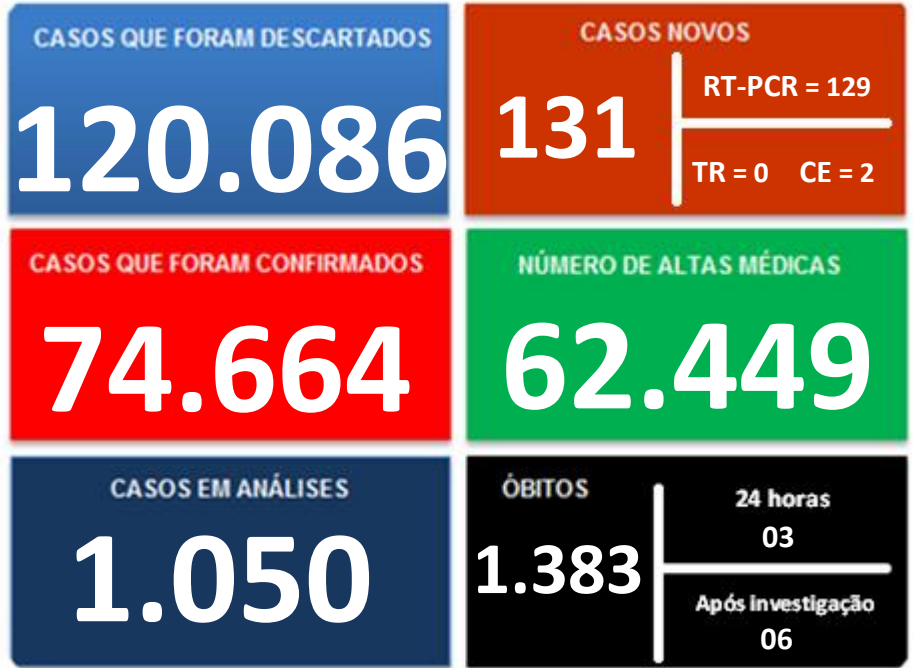 CASOS QUE FORAM DESCARTADOS
120.086
CASOS NOVOS
131
RT-PCR = 129
TR = 0 CE = 2
CASOS QUE FORAM CONFIRMADOS
74.664
NÚMERO DE ALTAS MÉDICAS
62.449
CASOS EM ANÁLISES
1.050
ÓBITOS
1.383
24 horas
03
Após investigação
06